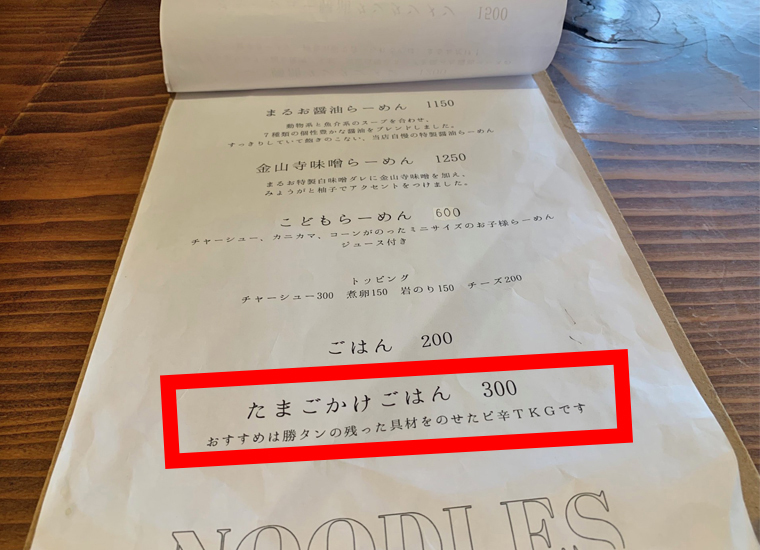 1500
まるお醤油らーめん 1150
動物系と魚介系のスープを合わせ、
7種類の個性豊かな醤油をブレンドしました。
すっきりしていて飽きのこない、当店自慢の特製醤油らーめん
金山寺味噌らーめん 1250
まるお特製白味噌ダレに金山寺味噌を加え、
みょうがと柚子でアクセントをつけました。
こどもらーめん 600
チャーシュー、カニカマ、コーンがのったミニサイズのお子様らーめん
ジュース付き
トッピング
チャーシュー300 煮卵150 岩のり150 チーズ200
ごはん 200
たまごかけごはん 300
おすすめは勝タンの残った具材をのせたピ辛TKGです
NOODLES